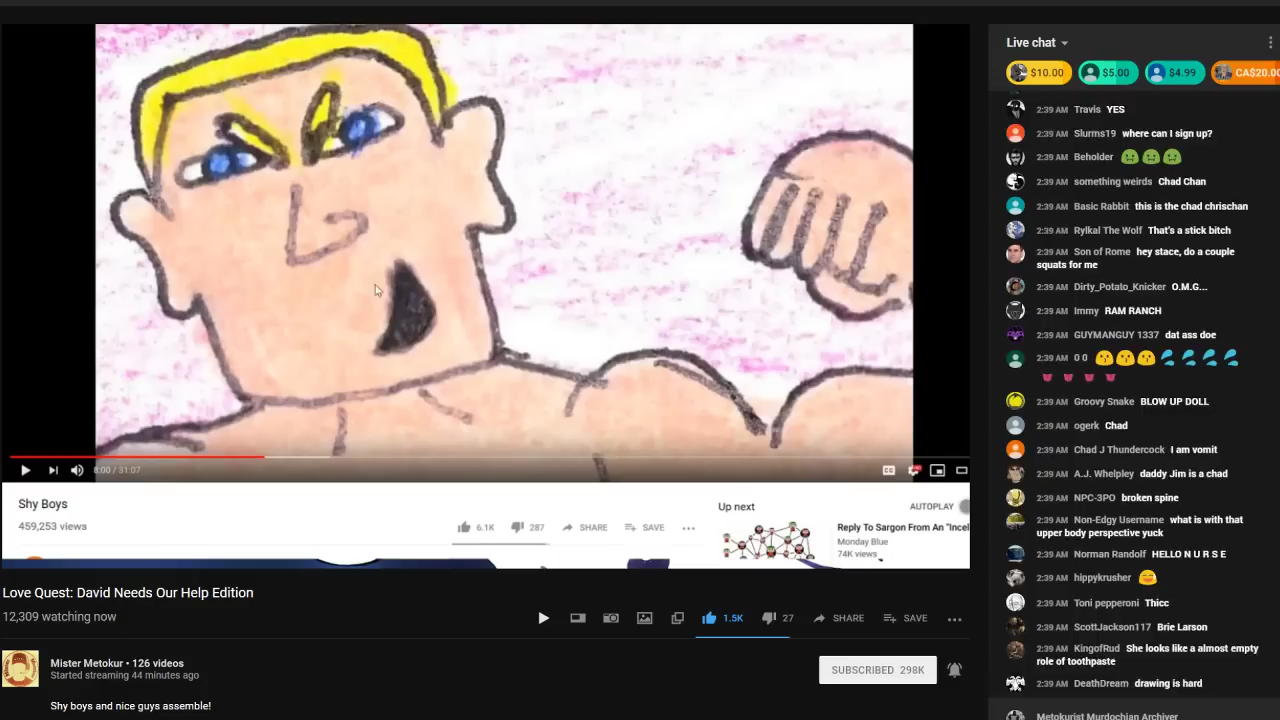 8:00 / 31:07
CC
Shy Boys
459,253 views
6.1K
287
SHARE
SAVE
Up next
AUTOPLAY
Reply To Sargon From An "Incel
Monday Blue
74K views
Love Quest: David Needs Our Help Edition
12,309 watching now
1.5K
27
SHARE
SAVE
Mister Metokur • 126 videos
Started streaming 44 minutes ago
SUBSCRIBED 298K
Shy boys and nice guys assemble!
Live chat
$10.00
$5.00
$4.99
CA$20.00
2:39 AM Travis YES
2:39 AM Slurms19 where can I sign up?
2:39 AM Beholder
2:39 AM something weirds Chad Chan
2:39 AM Basic Rabbit this is the chad chrischan
2:39 AM Rylkal The Wolf That's a stick bitch
2:39 AM Son of Rome hey stace, do a couple
squats for me
2:39 AM Dirty_Potato_Knicker O.M.G...
2:39 AM Immy RAM RANCH
2:39 AM GUYMANGUY 1337 dat ass doe
2:39 AM 0 0
2:39 AM Groovy Snake BLOW UP DOLL
2:39 AM ogerk Chad
2:39 AM Chad J Thundercock I am vomit
2:39 AM A.J. Whelpley daddy Jim is a chad
2:39 AM NPC-3PO broken spine
2:39 AM Non-Edgy Username what is with that
upper body perspective yuck
2:39 AM Norman Randolf HELLO N U R S E
2:39 AM hippykrusher
2:39 AM Toni pepperoni Thicc
2:39 AM ScottJackson117 Brie Larson
2:39 AM KingofRud She looks like a almost empty
role of toothpaste
2:39 AM DeathDream drawing is hard
Metokurist Murdochian Archiver